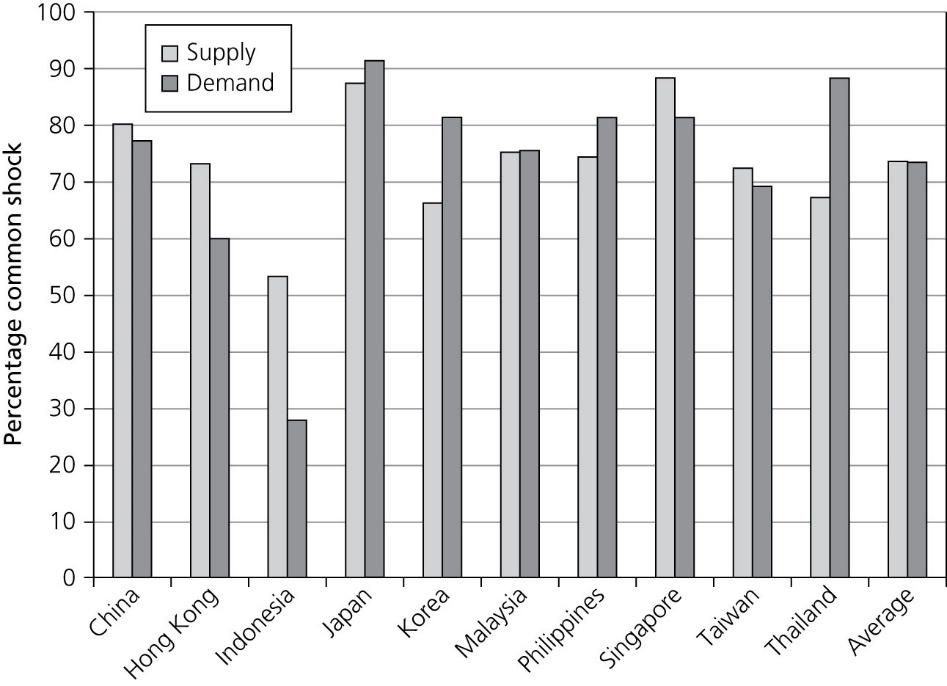 Percentage common shock
100
90
80
70
60
50
40
30
20
10
0
Supply
Demand
China
Hong Kong
Indonesia
Japan
Korea
Malaysia
Philippines
Singapore
Taiwan
Thailand
Average